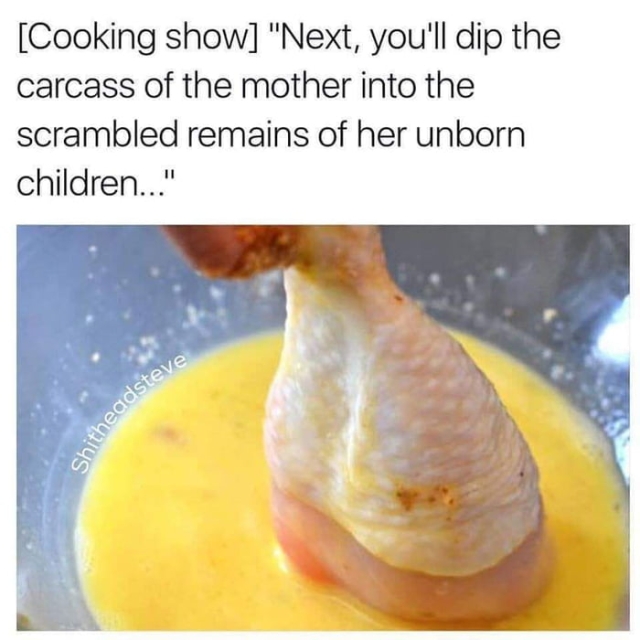 [Cooking show] "Next, you'll dip the
carcass of the mother into the
scrambled remains of her unborn
children..."
Shitheadsteve